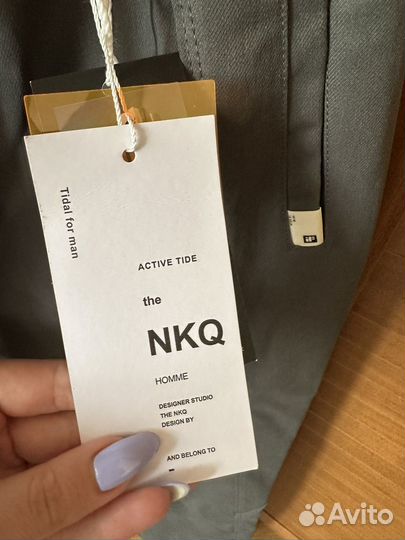 Tidal for man
ACTIVE TIDE
the
NKQ
HOMME
DESIGNER STUDIO
THE NKQ
DESIGN BY
AND BELONG TO
Avito